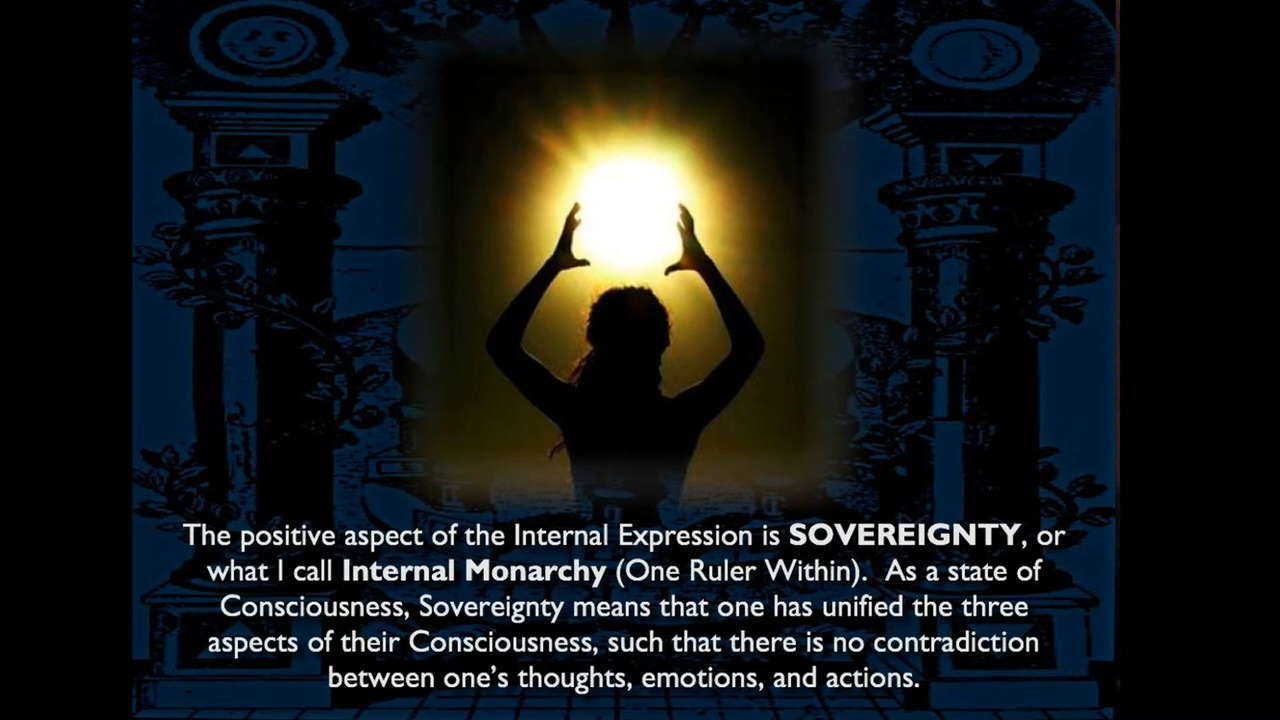 The positive aspect of the Internal Expression is SOVEREIGNTY, or
what I call Internal Monarchy (One Ruler Within).  As a state of
Consciousness, Sovereignty means that one has unified the three
aspects of their Consciousness, such that there is no contradiction
between one’s thoughts, emotions, and actions.